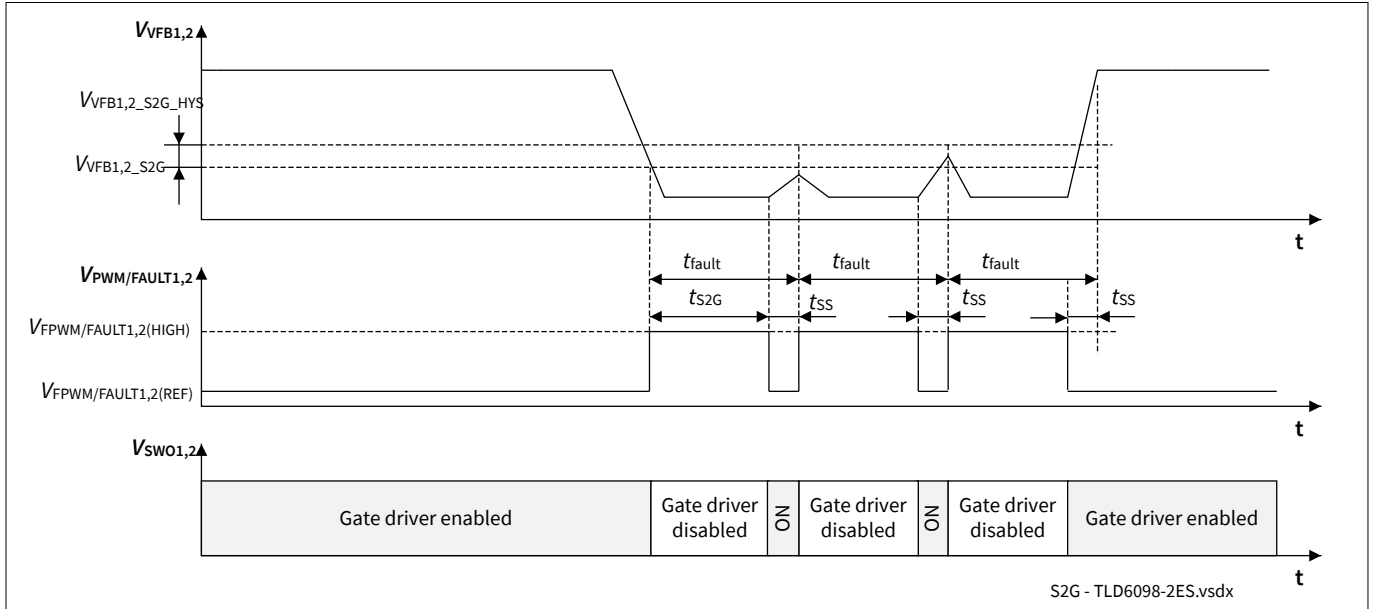 VVFB1,2
VVFB1,2_S2G_HYS
VVFB1,2_S2G
t
VPWM/FAULT1,2
tfault
tfault
tfault
tS2G
tSS
tSS
tSS
VFPWM/FAULT1,2(HIGH)
VFPWM/FAULT1,2(REF)
t
VSWO1,2
Gate driver enabled
Gate driver
disabled
ON
Gate driver
disabled
ON
Gate driver
disabled
Gate driver enabled
t
S2G - TLD6098-2ES.vsdx